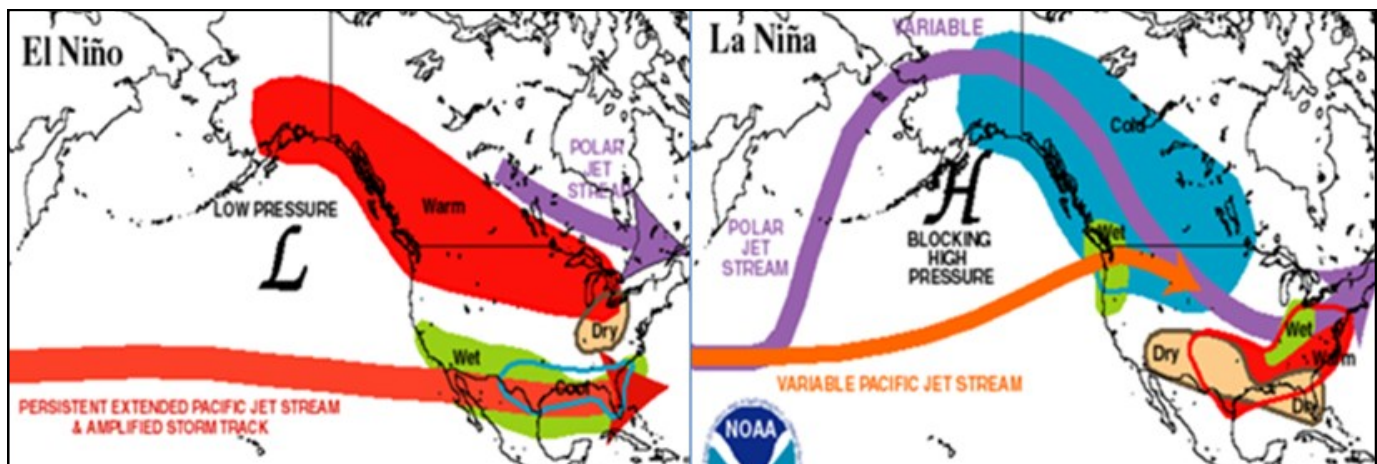 El Niño
POLAR
JET
STREAM
LOW PRESSURE
Warm
L
Dry
Wet
Cool
PERSISTENT EXTENDED PACIFIC JET STREAM
& AMPLIFIED STORM TRACK
La Niña
VARIABLE
Cold
H
POLAR
JET
STREAM
Wet
BLOCKING
HIGH
PRESSURE
Wet
Dry
Warm
VARIABLE PACIFIC JET STREAM
Dry
NOAA